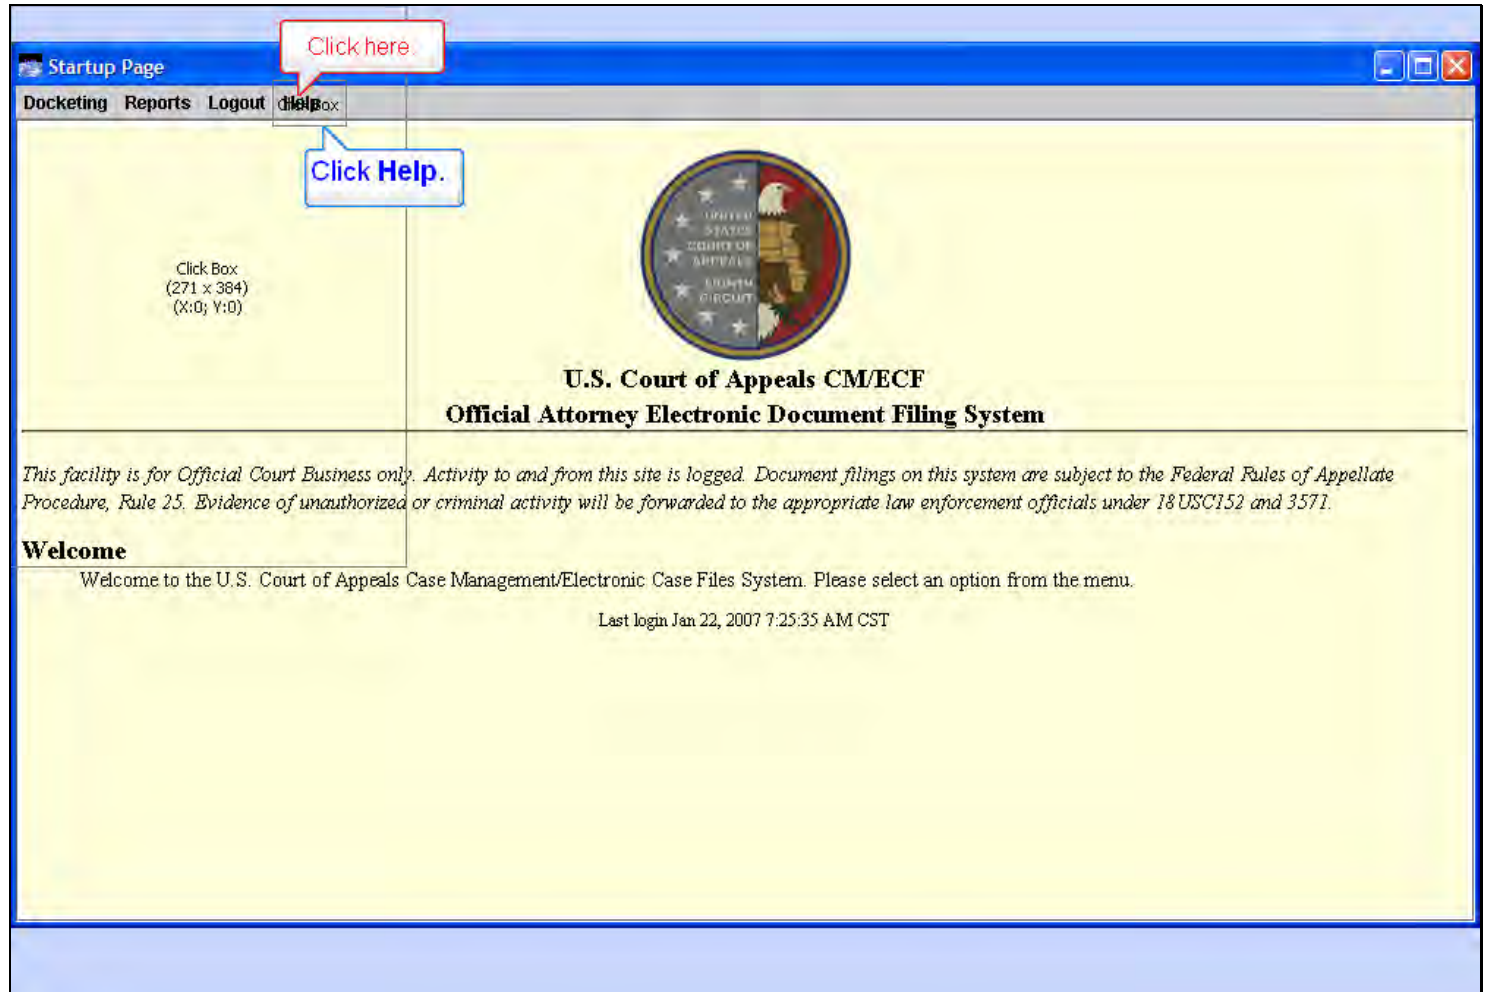 Click here.
Startup Page
Docketing Reports Logout Help
Click Box
Click Help.
UNITED
STATES
COURT OF
APPEALS
EIGHTH
CIRCUIT
Click Box
(271 x 384)
(X:0; Y:0)
U.S. Court of Appeals CM/ECF
Official Attorney Electronic Document Filing System
This facility is for Official Court Business only. Activity to and from this site is logged. Document filings on this system are subject to the Federal Rules of Appellate
Procedure, Rule 25. Evidence of unauthorized or criminal activity will be forwarded to the appropriate law enforcement officials under 18 USC152 and 3571.
Welcome
Welcome to the U.S. Court of Appeals Case Management/Electronic Case Files System. Please select an option from the menu.
Last login Jan 22, 2007 7:25:35 AM CST